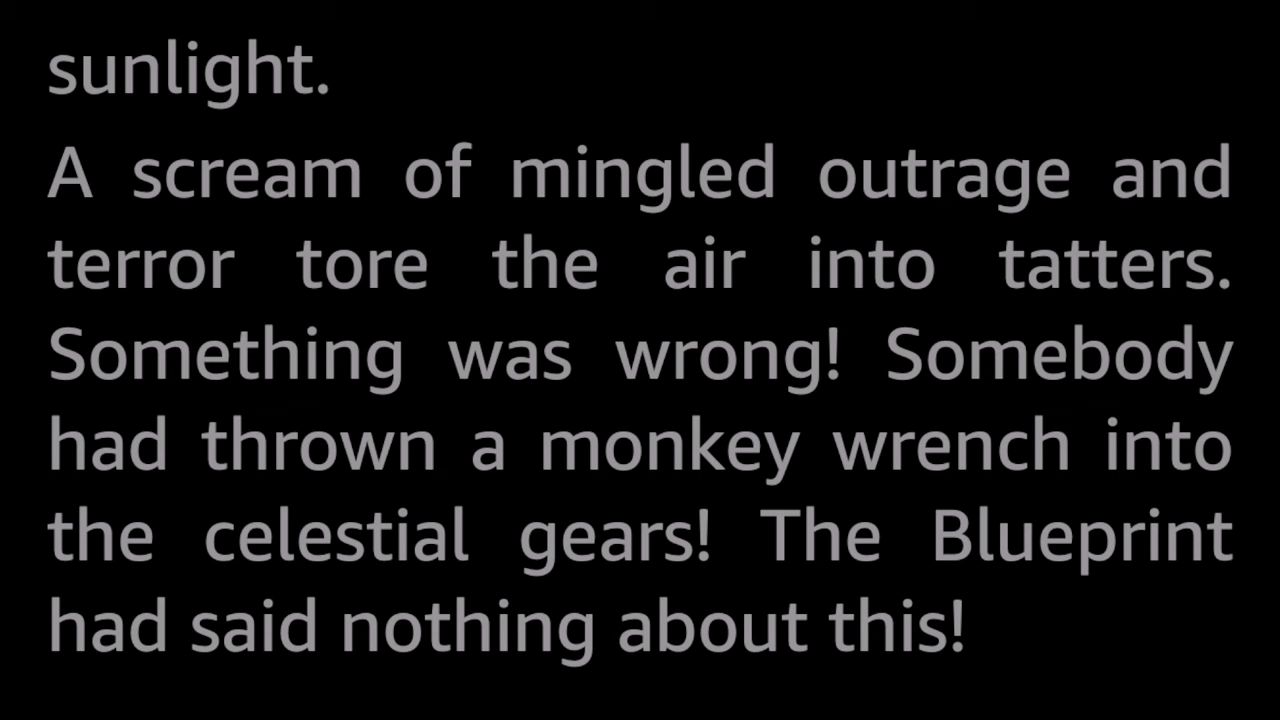 sunlight.
A scream of mingled outrage and
terror tore the air into tatters.
Something was wrong! Somebody
had thrown a monkey wrench into
the celestial gears! The Blueprint
had said nothing about this!